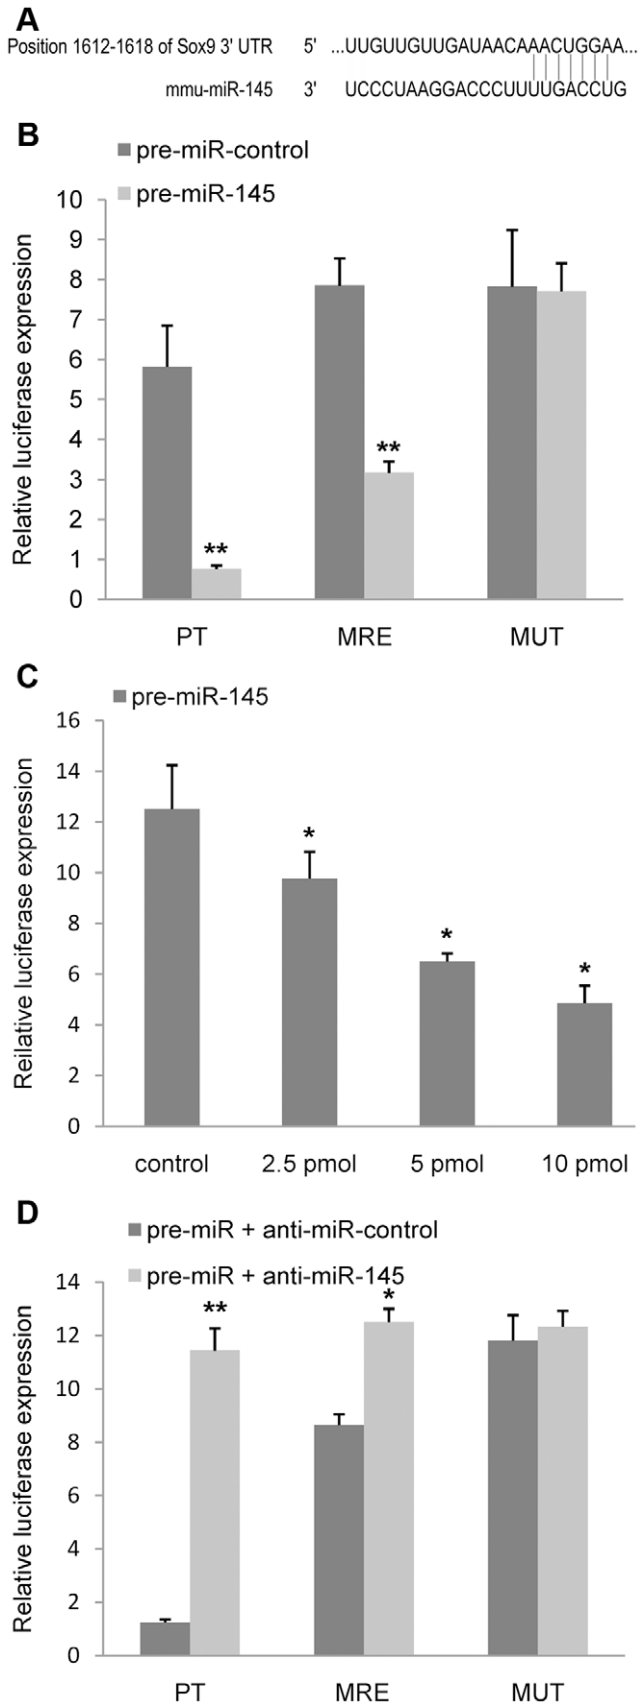 A
Position 1612-1618 of Sox9 3' UTR 5' ...UUGUUGUUGAUAACAAACUGGAA...
mmu-miR-145 3' UCCCUAAGGACCCUUUUGACCUG
B
pre-miR-control
pre-miR-145
Relative luciferase expression
10
9
8
7
6
5
4
3
2
1
0
**
**
PT MRE MUT
C
pre-miR-145
Reilative luciferase expression
16
14
12
10
8
6
4
2
0
*
*
*
control 2.5 pmol 5 pmol 10 pmol
D
pre-miR + anti-miR-control
pre-miR + anti-miR-145
Relative luciferase expression
14
12
10
8
6
4
2
0
**
*
PT MRE MUT